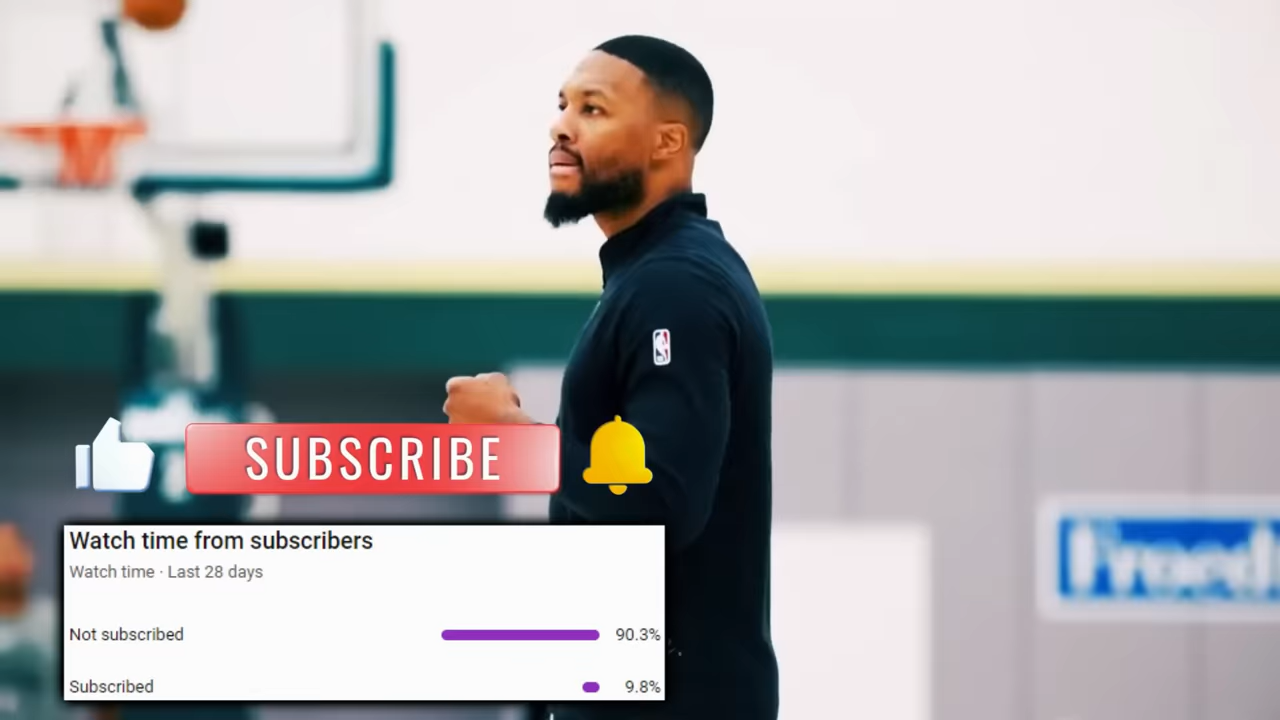 SUBSCRIBE
Watch time from subscribers
Watch time · Last 28 days
Not subscribed 90.3%
Subscribed 9.8%